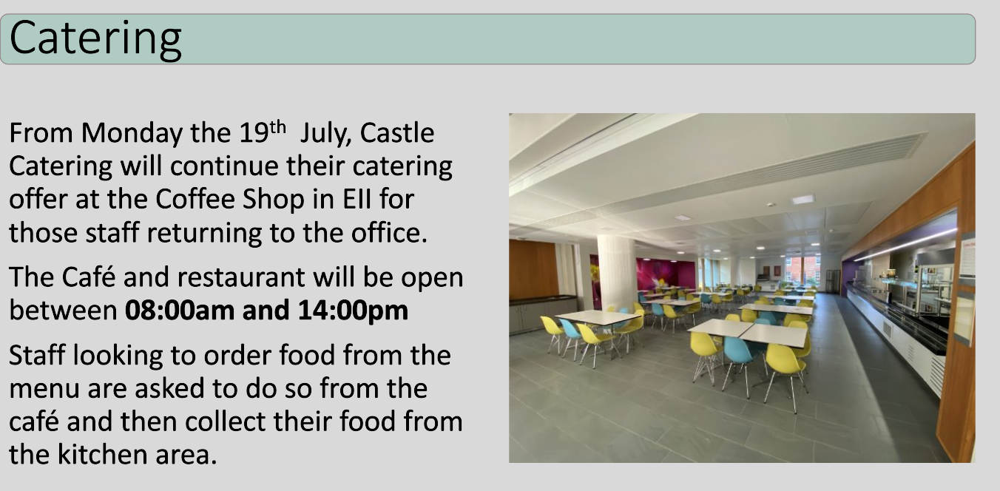 Catering
From Monday the 19th July, Castle
Catering will continue their catering
offer at the Coffee Shop in EII for
those staff returning to the office.
The Café and restaurant will be open
between 08:00am and 14:00pm
Staff looking to order food from the
menu are asked to do so from the
café and then collect their food from
the kitchen area.